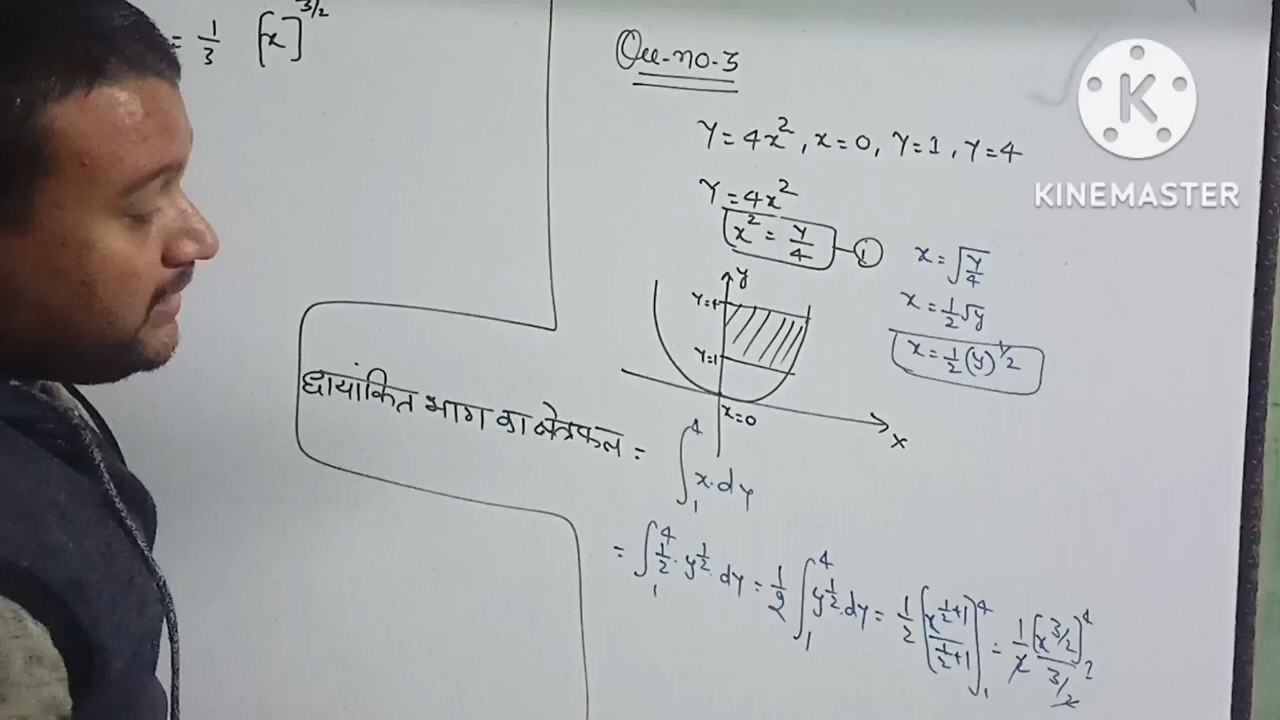 = 1/3 [x]^3/2
Que-no-3
Y=4x², x=0, Y=1, Y=4
Y=4x²
x² = Y/4 —①
x=√(Y/4)
x=1/2√y
x=1/2(y)^1/2
y
Y=4
Y=1
x=0
x
छायांकित भाग का क्षेत्रफल = ∫₁⁴ x.dy
= ∫₁⁴ 1/2.y^1/2.dy = 1/2 ∫₁⁴ y^1/2.dy = 1/2 [x^(1/2+1)/(1/2+1)]₁⁴ = 1/2 [x^3/2/(3/2)]₂⁴
K
KINEMASTER